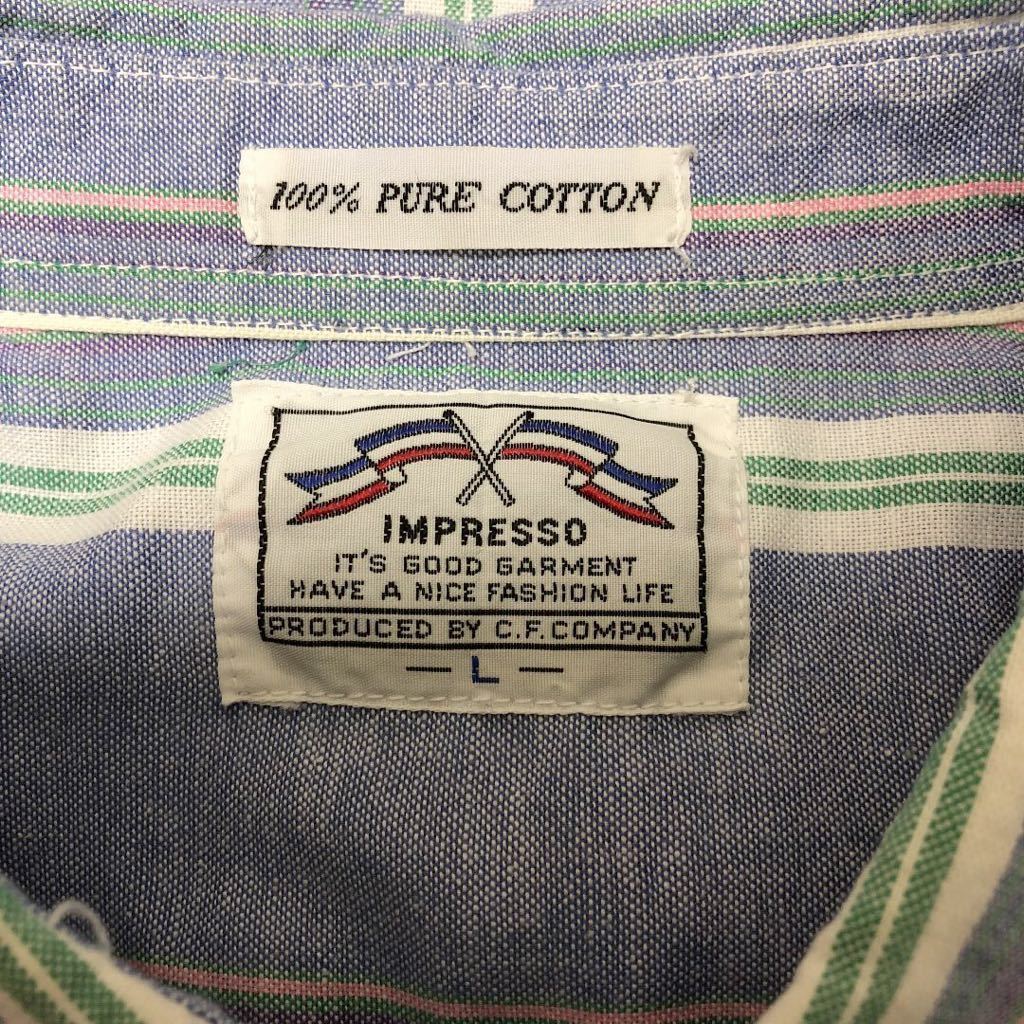 100% PURE COTTON
IMPRESSO
IT'S GOOD GARMENT
HAVE A NICE FASHION LIFE
PRODUCED BY C.F.COMPANY
— L —